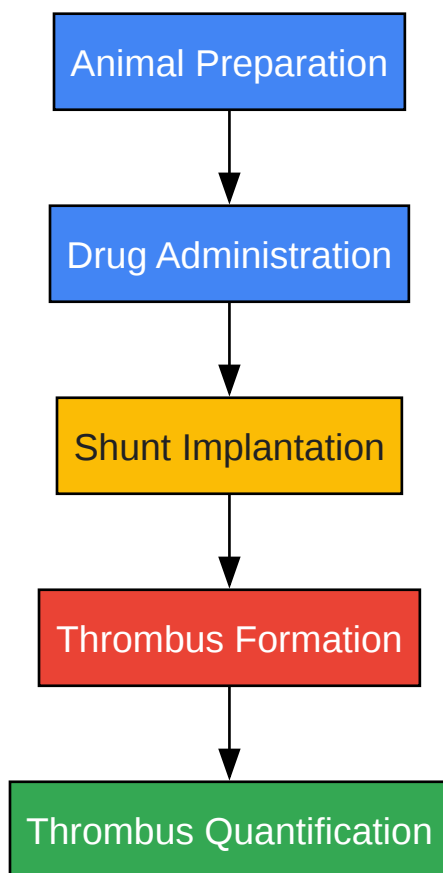 Animal Preparation
Drug Administration
Shunt Implantation
Thrombus Formation
Thrombus Quantification